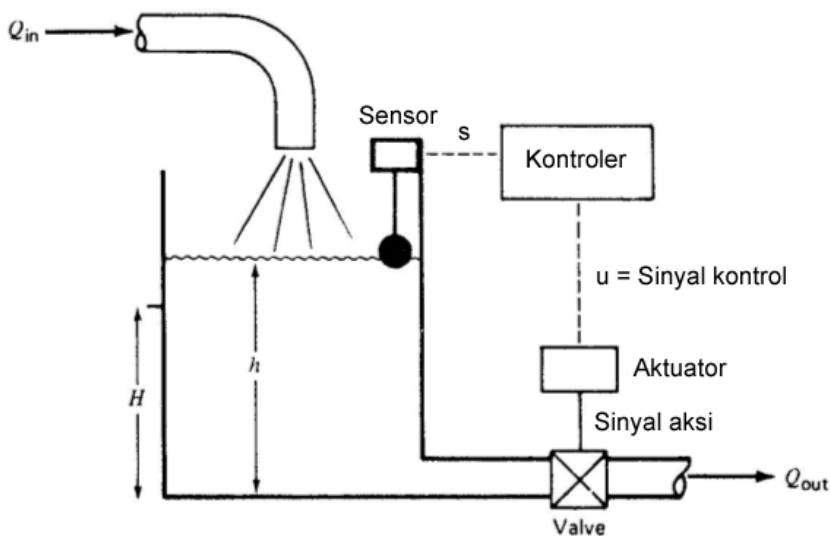 Q_in
Sensor
s
Kontroler
u = Sinyal kontrol
h
H
Aktuator
Sinyal aksi
Q_out
Valve